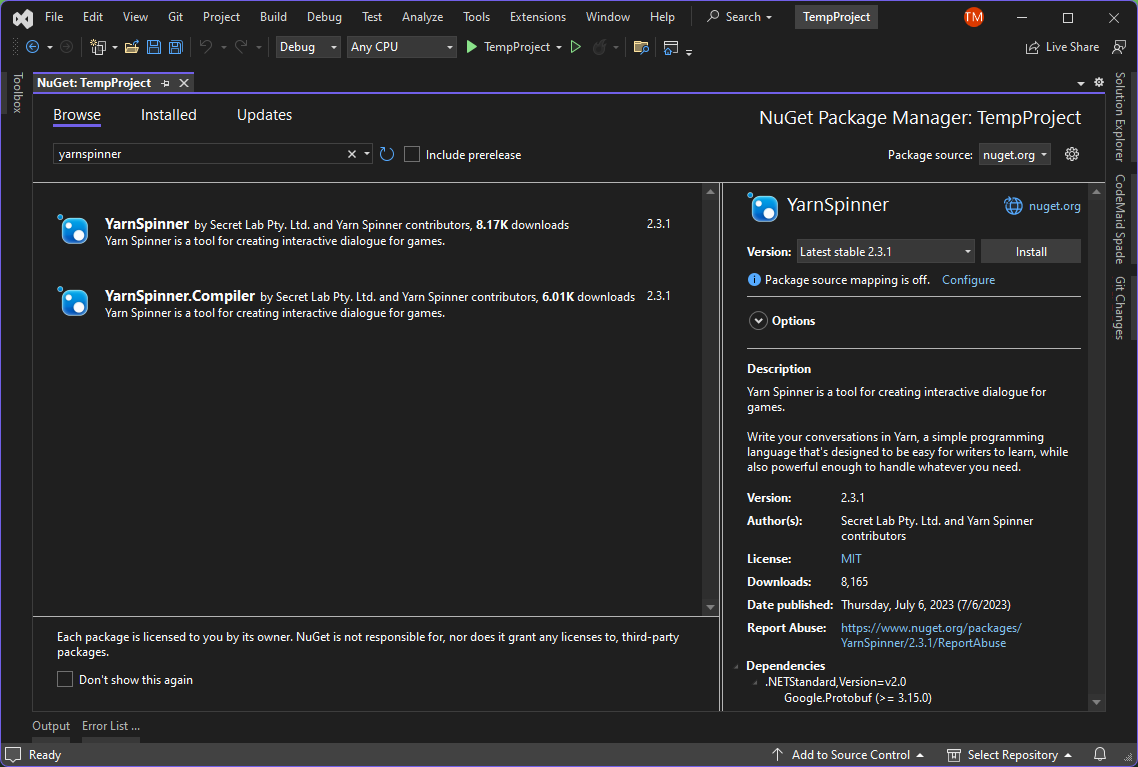 File Edit View Git Project Build Debug Test Analyze Tools Extensions Window Help Search TempProject TM
Debug Any CPU TempProject Live Share
Toolbox
NuGet: TempProject
Solution Explorer
CodeMaid Spade
Git Changes
Browse Installed Updates
NuGet Package Manager: TempProject
yarnspinner
Include prerelease
Package source: nuget.org
YarnSpinner by Secret Lab Pty. Ltd. and Yarn Spinner contributors, 8.17K downloads 2.3.1
Yarn Spinner is a tool for creating interactive dialogue for games.
YarnSpinner.Compiler by Secret Lab Pty. Ltd. and Yarn Spinner contributors, 6.01K downloads 2.3.1
Yarn Spinner is a tool for creating interactive dialogue for games.
Each package is licensed to you by its owner. NuGet is not responsible for, nor does it grant any licenses to, third-party
packages.
Don't show this again
YarnSpinner nuget.org
Version: Latest stable 2.3.1 Install
Package source mapping is off. Configure
Options
Description
Yarn Spinner is a tool for creating interactive dialogue for
games.
Write your conversations in Yarn, a simple programming
language that's designed to be easy for writers to learn, while
also powerful enough to handle whatever you need.
Version: 2.3.1
Author(s): Secret Lab Pty. Ltd. and Yarn Spinner
contributors
License: MIT
Downloads: 8,165
Date published: Thursday, July 6, 2023 (7/6/2023)
Report Abuse: https://www.nuget.org/packages/
YarnSpinner/2.3.1/ReportAbuse
Dependencies
.NETStandard,Version=v2.0
Google.Protobuf (>= 3.15.0)
Output Error List ...
Ready Add to Source Control Select Repository